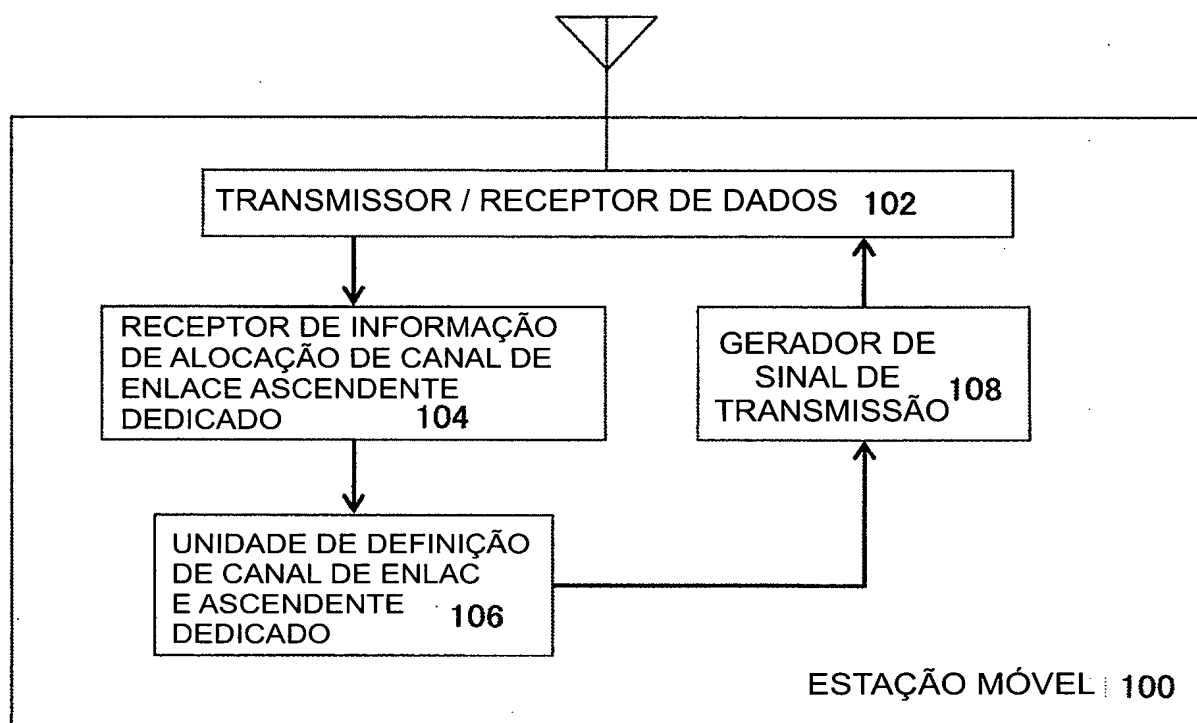 TRANSMISSOR / RECEPTOR DE DADOS 102
RECEPTOR DE INFORMAÇÃO
DE ALOCAÇÃO DE CANAL DE
ENLACE ASCENDENTE
DEDICADO 104
GERADOR DE
SINAL DE
TRANSMISSÃO 108
UNIDADE DE DEFINIÇÃO
DE CANAL DE ENLAC
E ASCENDENTE
DEDICADO 106
ESTAÇÃO MÓVEL 100